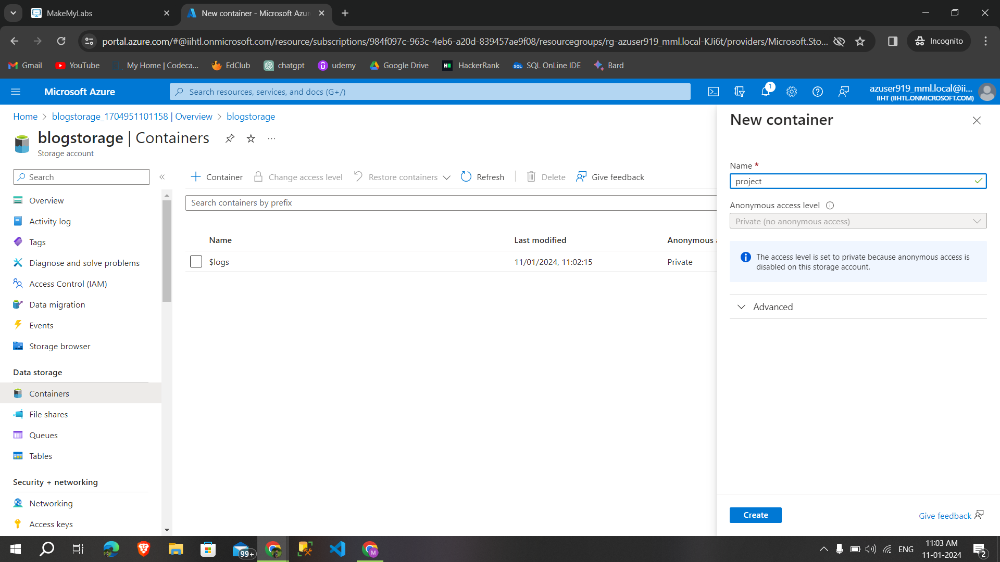 MakeMyLabs
New container - Microsoft Azu
portal.azure.com/#@iihtl.onmicrosoft.com/resource/subscriptions/984f097c-963c-4eb6-a20d-839457ae9f08/resourcegroups/rg-azuser919_mml.local-KJi6t/providers/Microsoft.Sto...
Incognito
Gmail
YouTube
My Home | Codeca...
EdClub
chatgpt
udemy
Google Drive
HackerRank
SQL OnLine IDE
Bard
Microsoft Azure
Search resources, services, and docs (G+/)
1
azuser919_mml.local@ii...
IIHT (IIHTL.ONMICROSOFT.COM)
Home > blogstorage_1704951101158 | Overview > blogstorage
blogstorage | Containers
Storage account
Search
Overview
Activity log
Tags
Diagnose and solve problems
Access Control (IAM)
Data migration
Events
Storage browser
Data storage
Containers
File shares
Queues
Tables
Security + networking
Networking
Access keys
Container
Change access level
Restore containers
Refresh
Delete
Give feedback
Search containers by prefix
Name Last modified Anonymous
$logs 11/01/2024, 11:02:15 Private
New container
Name *
project
Anonymous access level
Private (no anonymous access)
The access level is set to private because anonymous access is
disabled on this storage account.
Advanced
Create
Give feedback
99+
ENG
11:03 AM
11-01-2024
2